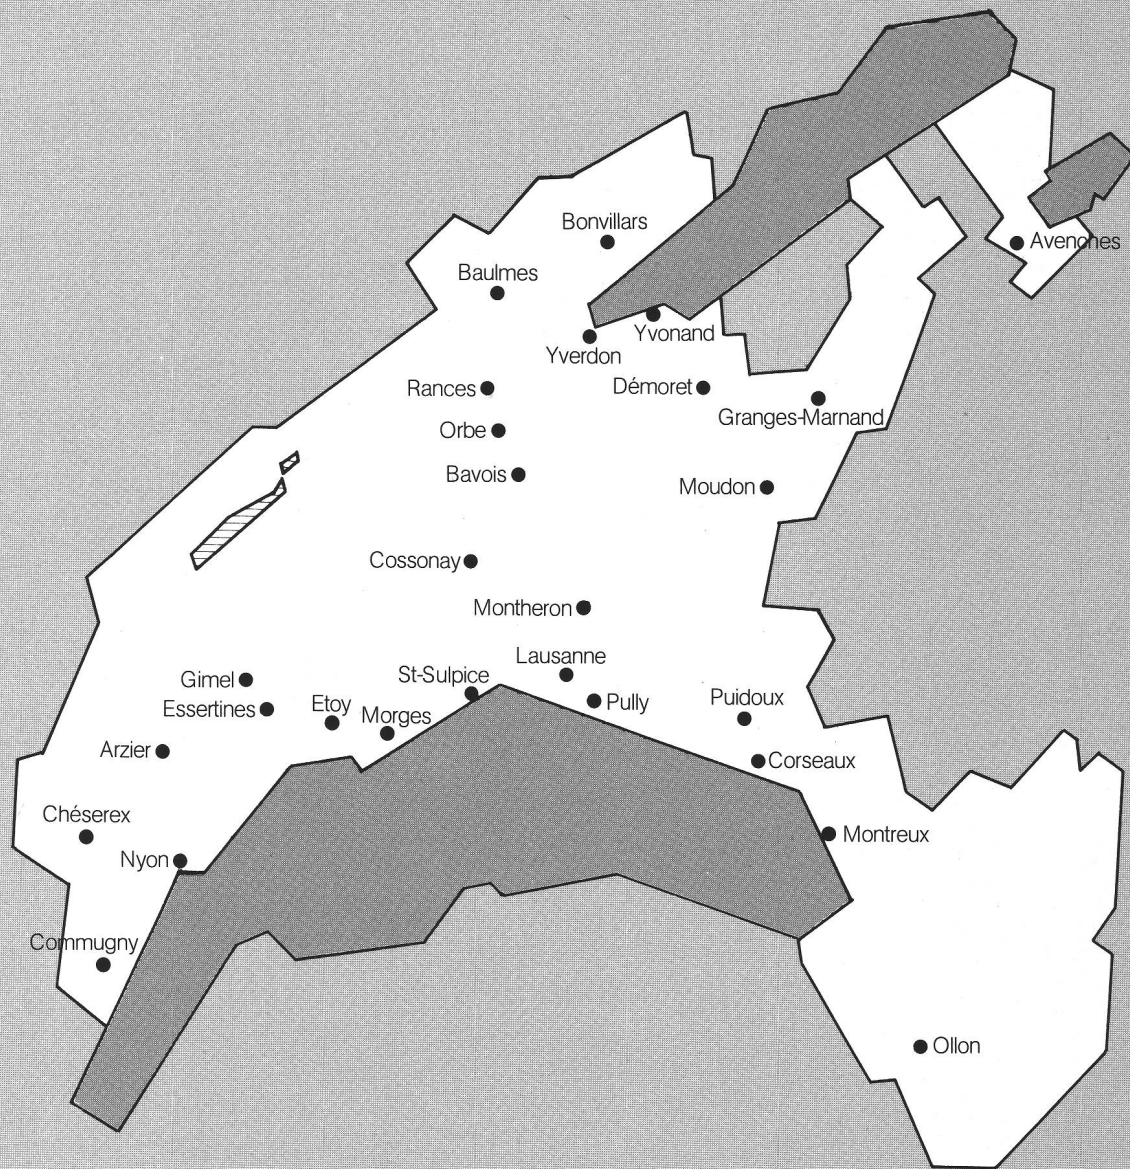 Bonvillars
Avenches
Baulmes
Yvonand
Yverdon
Rances
Démoret
Granges-Marnand
Orbe
Bavois
Moudon
Cossonay
Montheron
Lausanne
St-Sulpice
Gimel
Essertines
Etoy
Morges
Pully
Puidoux
Arzier
Corseaux
Chéserex
Montreux
Nyon
Commugny
Ollon